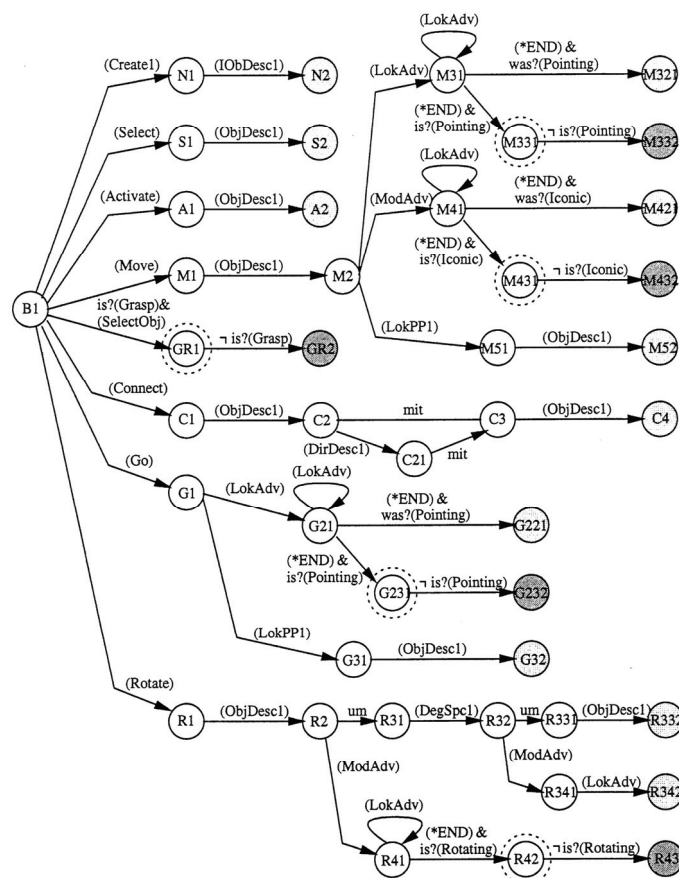 (LokAdv)
(Create1) N1 (IObDesc1) N2
(LokAdv) M31 (*END) &
was?(Pointing) M321
(*END) &
is?(Pointing) M331 ¬ is?(Pointing) M332
(Select) S1 (ObjDesc1) S2
(LokAdv)
(Activate) A1 (ObjDesc1) A2
(ModAdv) M41 (*END) &
was?(Iconic) M421
(*END) &
is?(Iconic) M431 ¬ is?(Iconic) M432
(Move) M1 (ObjDesc1) M2
B1
is?(Grasp)&
(SelectObj) GR1 ¬ is?(Grasp) GR2
(LokPP1) M51 (ObjDesc1) M52
(Connect) C1 (ObjDesc1) C2 mit C3 (ObjDesc1) C4
(DirDesc1) C21 mit
(Go) G1 (LokAdv)
(LokAdv) G21 (*END) &
was?(Pointing) G221
(*END) &
is?(Pointing) G231 ¬ is?(Pointing) G232
(LokPP1) G31 (ObjDesc1) G32
(Rotate) R1 (ObjDesc1) R2 um R31 (DegSpc1) R32 um R331 (ObjDesc1) R332
(ModAdv) (ModAdv) R341 (LokAdv) R342
(LokAdv)
R41 (*END) &
is?(Rotating) R42 ¬ is?(Rotating) R43